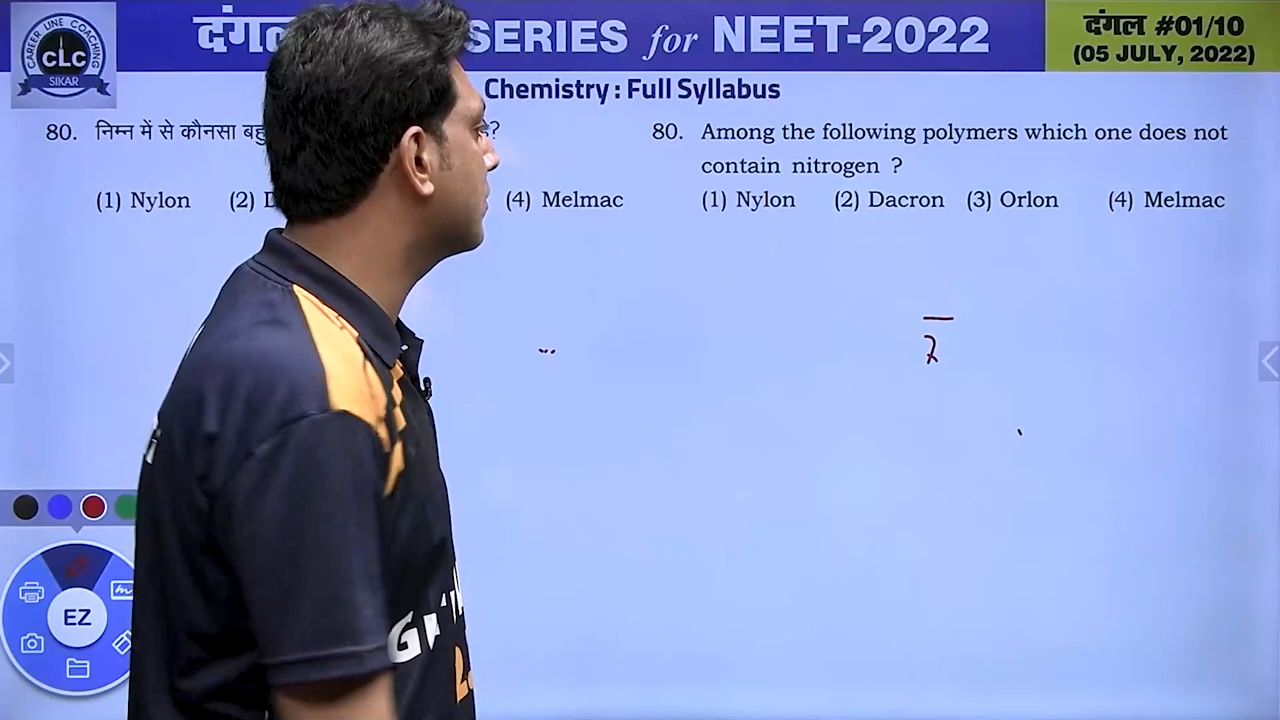 दंगल SERIES for NEET-2022
दंगल #01/10
(05 JULY, 2022)
CAREER LINE COACHING
CLC
SIKAR
Chemistry : Full Syllabus
80. निम्न में से कौनसा
(1) Nylon (2) (4) Melmac
80. Among the following polymers which one does not
contain nitrogen ?
(1) Nylon (2) Dacron (3) Orlon (4) Melmac
EZ